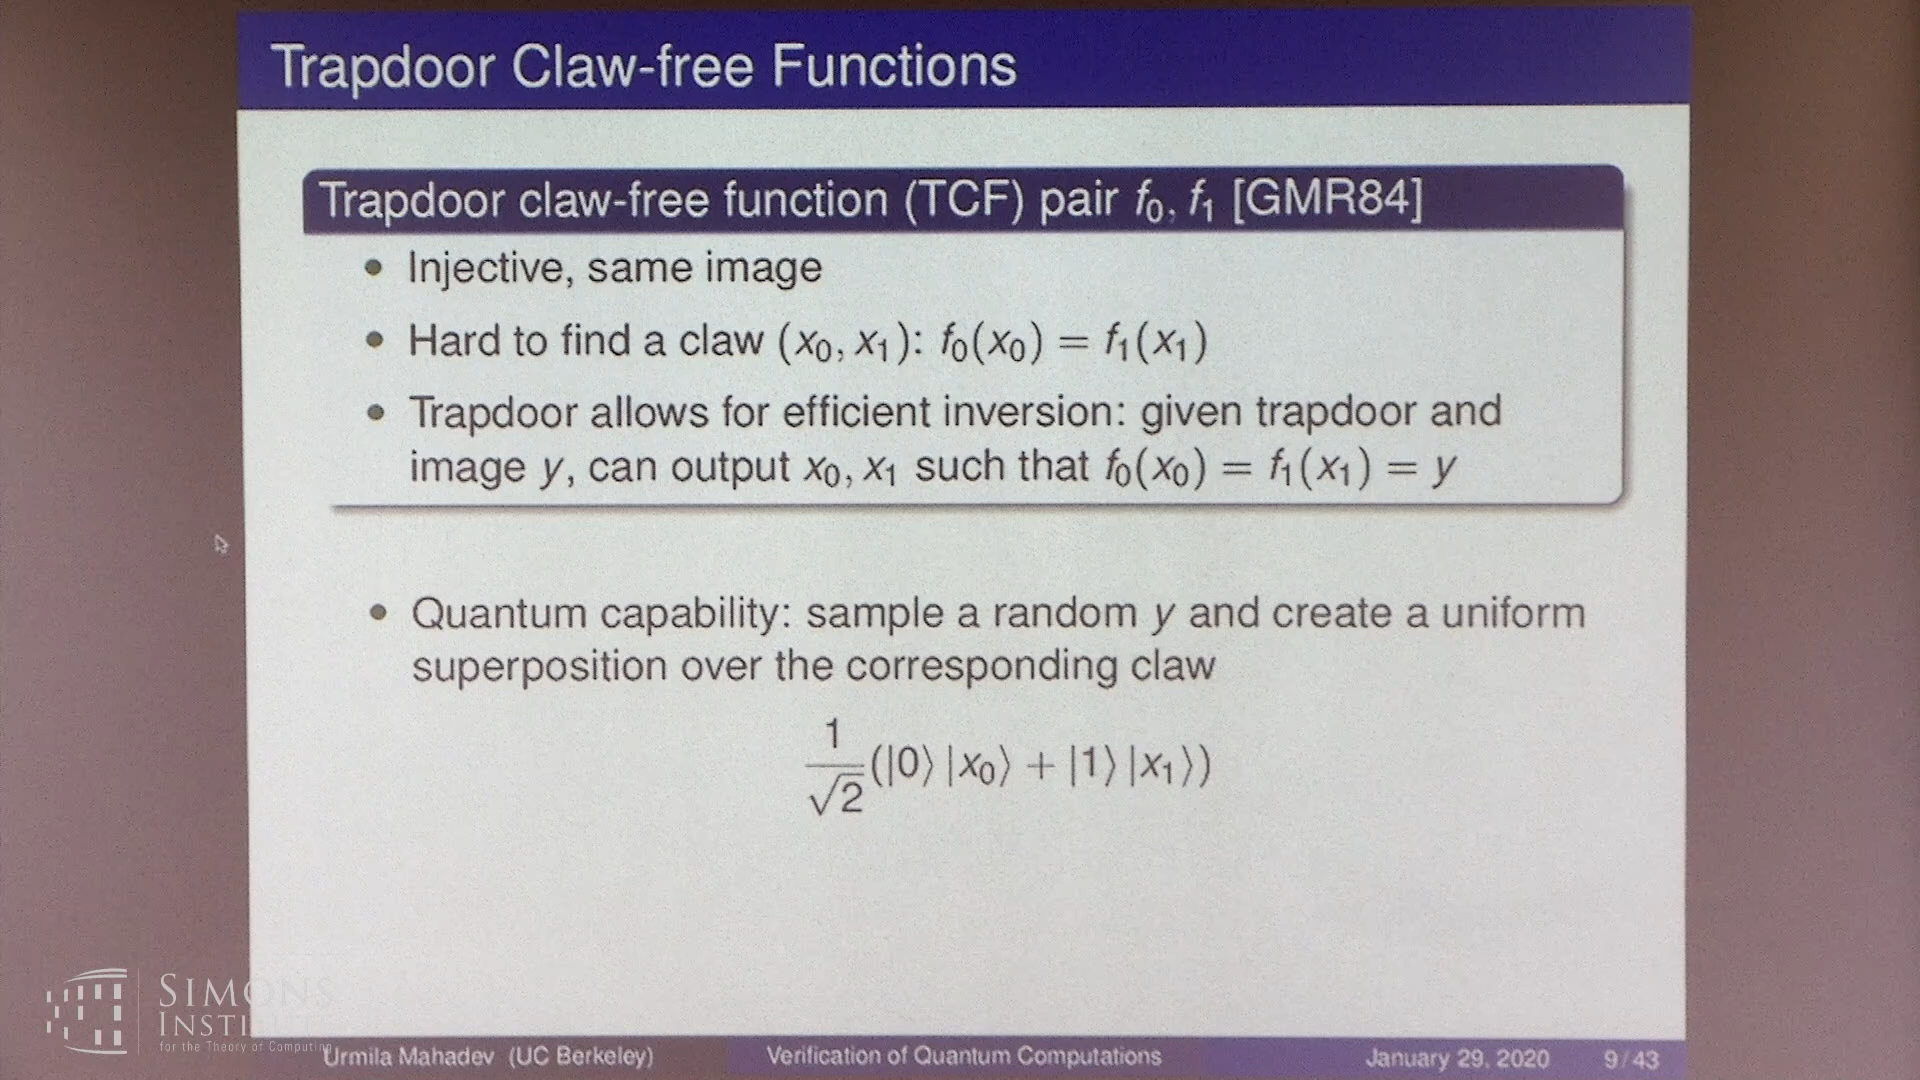 Trapdoor Claw-free Functions
Trapdoor claw-free function (TCF) pair f₀, f₁ [GMR84]
• Injective, same image
• Hard to find a claw (x₀, x₁): f₀(x₀) = f₁(x₁)
• Trapdoor allows for efficient inversion: given trapdoor and
image y, can output x₀, x₁ such that f₀(x₀) = f₁(x₁) = y
• Quantum capability: sample a random y and create a uniform
superposition over the corresponding claw
1/√2 (|0⟩ |x₀⟩ + |1⟩ |x₁⟩)
SIMONS
INSTI
for the Theory of Computing
Urmila Mahadev (UC Berkeley) Verification of Quantum Computations January 29, 2020 9/43